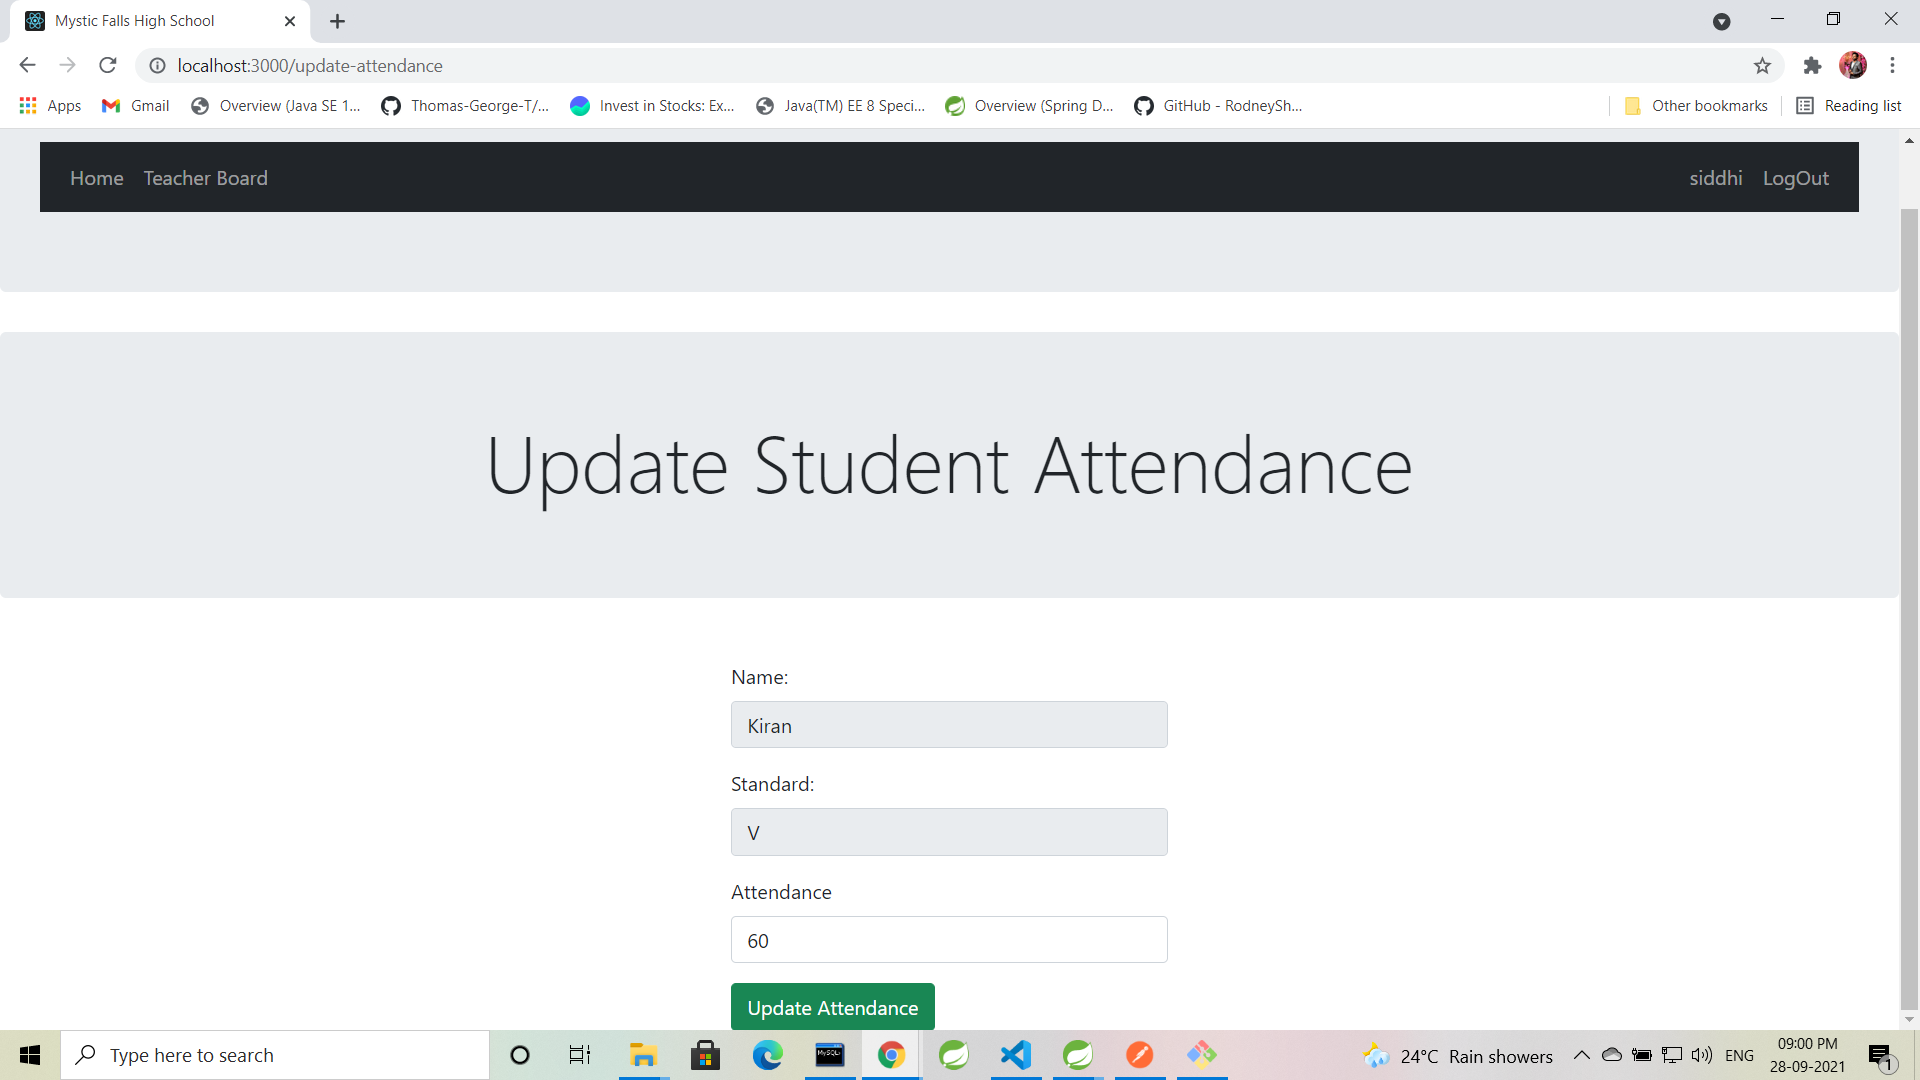 Mystic Falls High School
localhost:3000/update-attendance
Apps Gmail Overview (Java SE 1... Thomas-George-T/... Invest in Stocks: Ex... Java(TM) EE 8 Speci... Overview (Spring D... GitHub - RodneySh... Other bookmarks Reading list
Home Teacher Board siddhi LogOut
Update Student Attendance
Name:
Kiran
Standard:
V
Attendance
60
Update Attendance
Type here to search
MySQL
24°C Rain showers
ENG
09:00 PM
28-09-2021
1